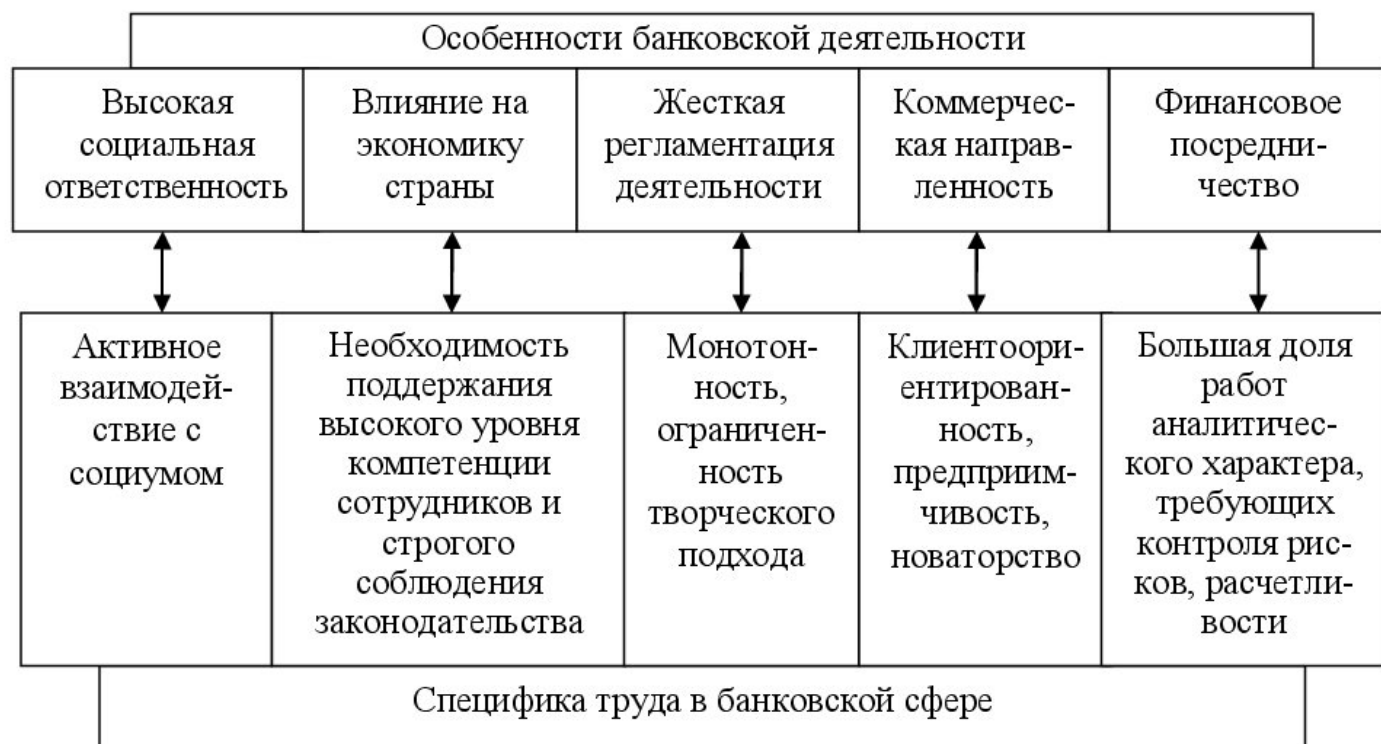 Особенности банковской деятельности
Высокая
социальная
ответственность
Влияние на
экономику
страны
Жесткая
регламентация
деятельности
Коммерчес-
кая направ-
ленность
Финансовое
посредни-
чество
Активное
взаимодей-
ствие с
социумом
Необходимость
поддержания
высокого уровня
компетенции
сотрудников и
строгого
соблюдения
законодательства
Монотон-
ность,
ограничен-
ность
творческого
подхода
Клиентоори-
ентирован-
ность,
предприим-
чивость,
новаторство
Большая доля
работ
аналитичес-
кого характера,
требующих
контроля рис-
ков, расчетли-
вости
Специфика труда в банковской сфере